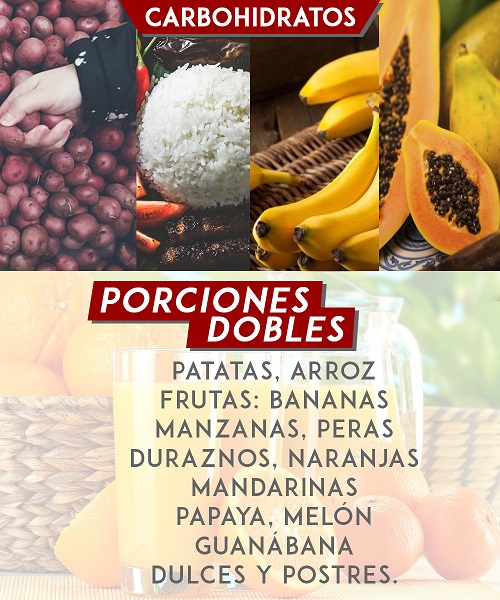 CARBOHIDRATOS
PORCIONES
DOBLES
PATATAS, ARROZ
FRUTAS: BANANAS
MANZANAS, PERAS
DURAZNOS, NARANJAS
MANDARINAS
PAPAYA, MELÓN
GUANÁBANA
DULCES Y POSTRES.